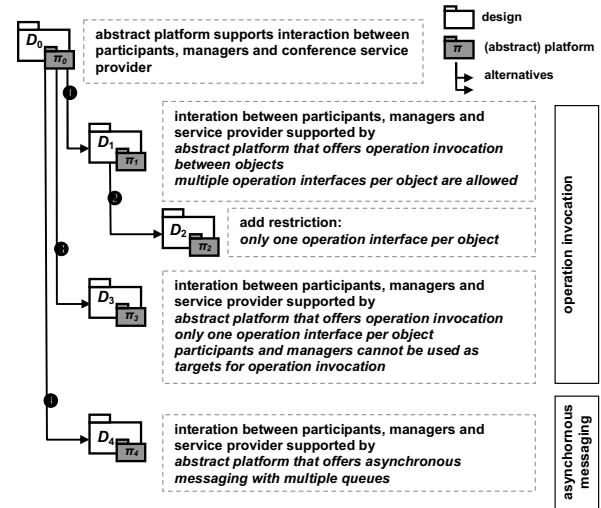 D0
π0
abstract platform supports interaction between
participants, managers and conference service
provider
design
π
(abstract) platform
alternatives
1
D1
π1
interation between participants, managers and
service provider supported by
abstract platform that offers operation invocation
between objects
multiple operation interfaces per object are allowed
2
D2
π2
add restriction:
only one operation interface per object
D3
π3
interation between participants, managers and
service provider supported by
abstract platform that offers operation invocation
only one operation interface per object
participants and managers cannot be used as
targets for operation invocation
operation invocation
D4
π4
interation between participants, managers and
service provider supported by
abstract platform that offers asynchronous
messaging with multiple queues
asynchornous
messaging